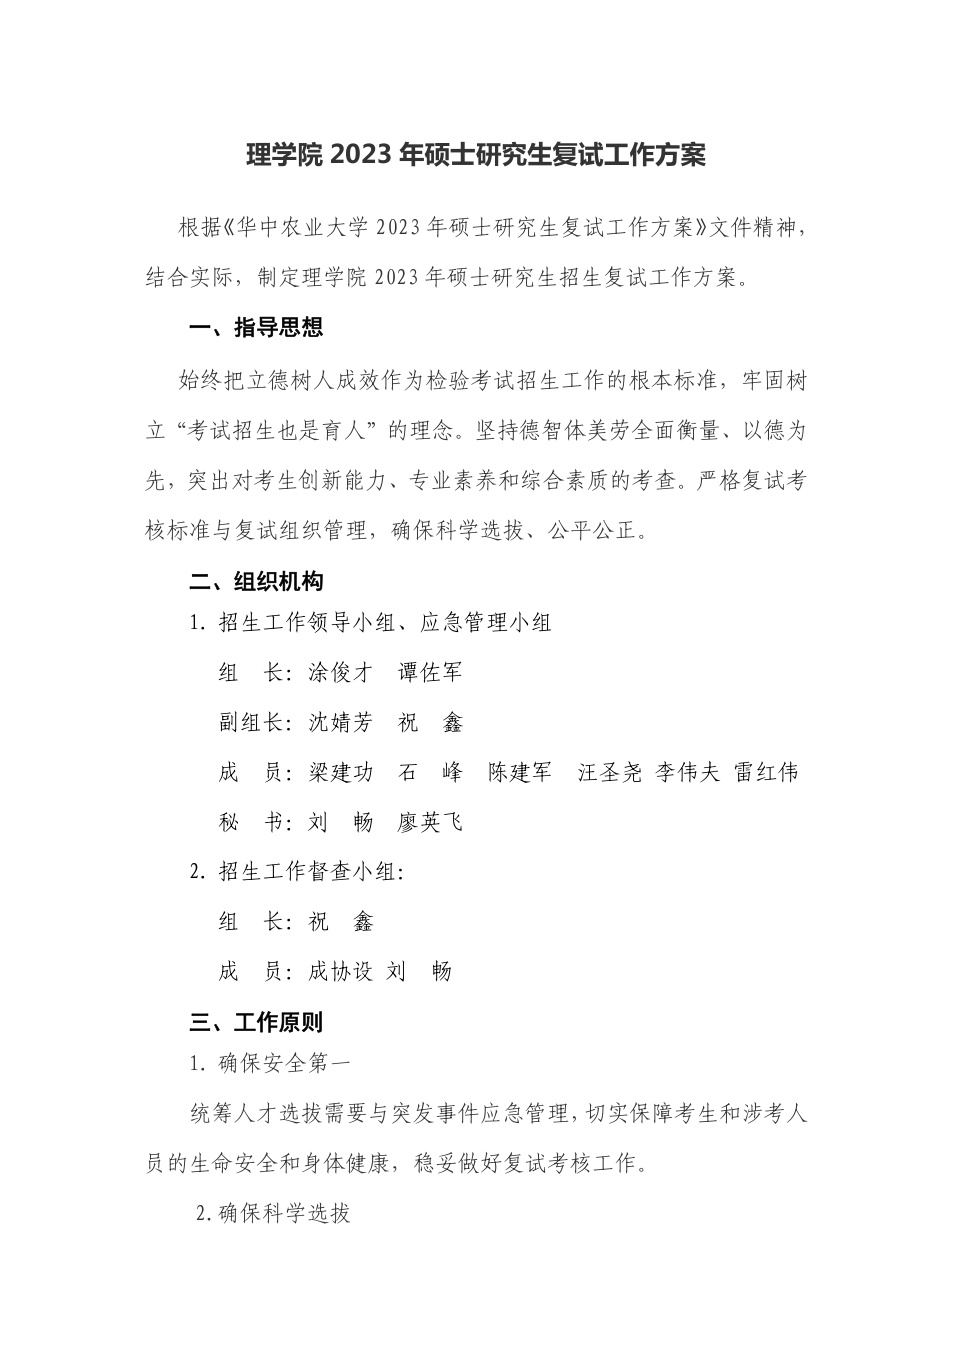 理学院 2023 年硕士研究生复试工作方案
根据《华中农业大学 2023 年硕士研究生复试工作方案》文件精神，
结合实际，制定理学院 2023 年硕士研究生招生复试工作方案。
一、指导思想
始终把立德树人成效作为检验考试招生工作的根本标准，牢固树
立“考试招生也是育人”的理念。坚持德智体美劳全面衡量、以德为
先，突出对考生创新能力、专业素养和综合素质的考查。严格复试考
核标准与复试组织管理，确保科学选拔、公平公正。
二、组织机构
1. 招生工作领导小组、应急管理小组
组　长：涂俊才　谭佐军
副组长：沈婧芳　祝　鑫
成　员：梁建功　石　峰　陈建军　汪圣尧 李伟夫 雷红伟
秘　书：刘　畅　廖英飞
2. 招生工作督查小组：
组　长：祝　鑫
成　员：成协设 刘　畅
三、工作原则
1. 确保安全第一
统筹人才选拔需要与突发事件应急管理，切实保障考生和涉考人
员的生命安全和身体健康，稳妥做好复试考核工作。
2.确保科学选拔